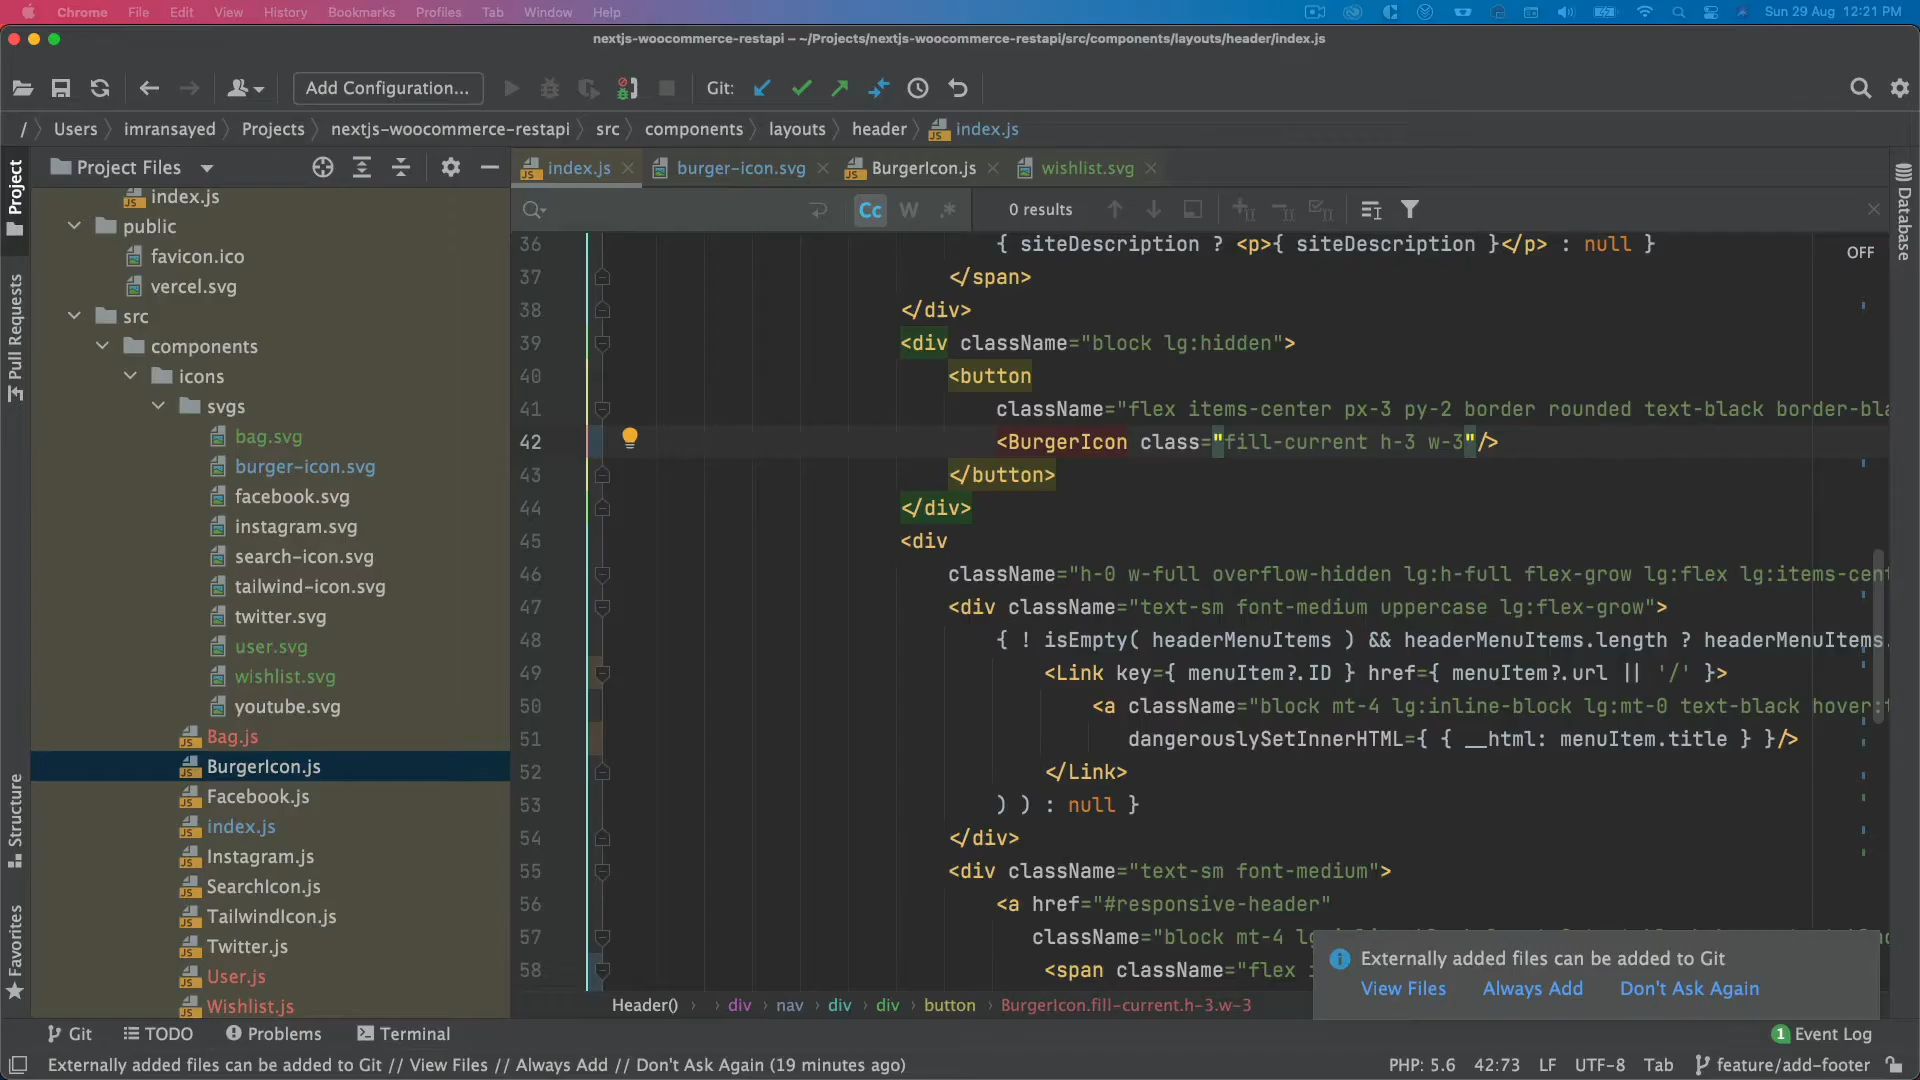 Chrome File Edit View History Bookmarks Profiles Tab Window Help Sun 29 Aug 12:21 PM
nextjs-woocommerce-restapi – ~/Projects/nextjs-woocommerce-restapi/src/components/layouts/header/index.js
Add Configuration... Git:
/ Users imransayed Projects nextjs-woocommerce-restapi src components layouts header index.js
Project Files
index.js burger-icon.svg BurgerIcon.js wishlist.svg
Cc W .* 0 results
OFF
Project
Pull Requests
Structure
Favorites
Database
index.js
public
favicon.ico
vercel.svg
src
components
icons
svgs
bag.svg
burger-icon.svg
facebook.svg
instagram.svg
search-icon.svg
tailwind-icon.svg
twitter.svg
user.svg
wishlist.svg
youtube.svg
Bag.js
BurgerIcon.js
Facebook.js
index.js
Instagram.js
SearchIcon.js
TailwindIcon.js
Twitter.js
User.js
Wishlist.js
36 { siteDescription ? <p>{ siteDescription }</p> : null }
37 </span>
38 </div>
39 <div className="block lg:hidden">
40 <button
41 className="flex items-center px-3 py-2 border rounded text-black border-bla
42 <BurgerIcon class="fill-current h-3 w-3"/>
43 </button>
44 </div>
45 <div
46 className="h-0 w-full overflow-hidden lg:h-full flex-grow lg:flex lg:items-cent
47 <div className="text-sm font-medium uppercase lg:flex-grow">
48 { ! isEmpty( headerMenuItems ) && headerMenuItems.length ? headerMenuItems.
49 <Link key={ menuItem?.ID } href={ menuItem?.url || '/' }>
50 <a className="block mt-4 lg:inline-block lg:mt-0 text-black hover:t
51 dangerouslySetInnerHTML={ { __html: menuItem.title } }/>
52 </Link>
53 ) ) : null }
54 </div>
55 <div className="text-sm font-medium">
56 <a href="#responsive-header"
57 className="block mt-4
58 <span className="flex
Externally added files can be added to Git
View Files Always Add Don't Ask Again
Header() div nav div div button BurgerIcon.fill-current.h-3.w-3
Git TODO Problems Terminal 1 Event Log
Externally added files can be added to Git // View Files // Always Add // Don't Ask Again (19 minutes ago) PHP: 5.6 42:73 LF UTF-8 Tab feature/add-footer